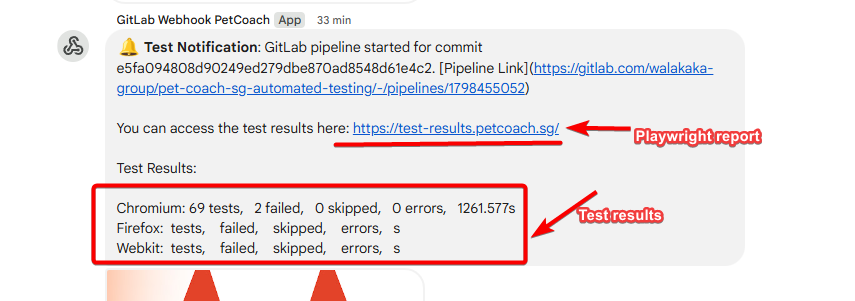 GitLab Webhook PetCoach App 33 min
🔔 Test Notification: GitLab pipeline started for commit
e5fa094808d90249ed279dbe870ad8548d61e4c2. [Pipeline Link](https://gitlab.com/walakaka-
group/pet-coach-sg-automated-testing/-/pipelines/1798455052)
You can access the test results here: https://test-results.petcoach.sg/
Playwright report
Test Results:
Chromium: 69 tests, 2 failed, 0 skipped, 0 errors, 1261.577s
Firefox: tests, failed, skipped, errors, s
Webkit: tests, failed, skipped, errors, s
Test results